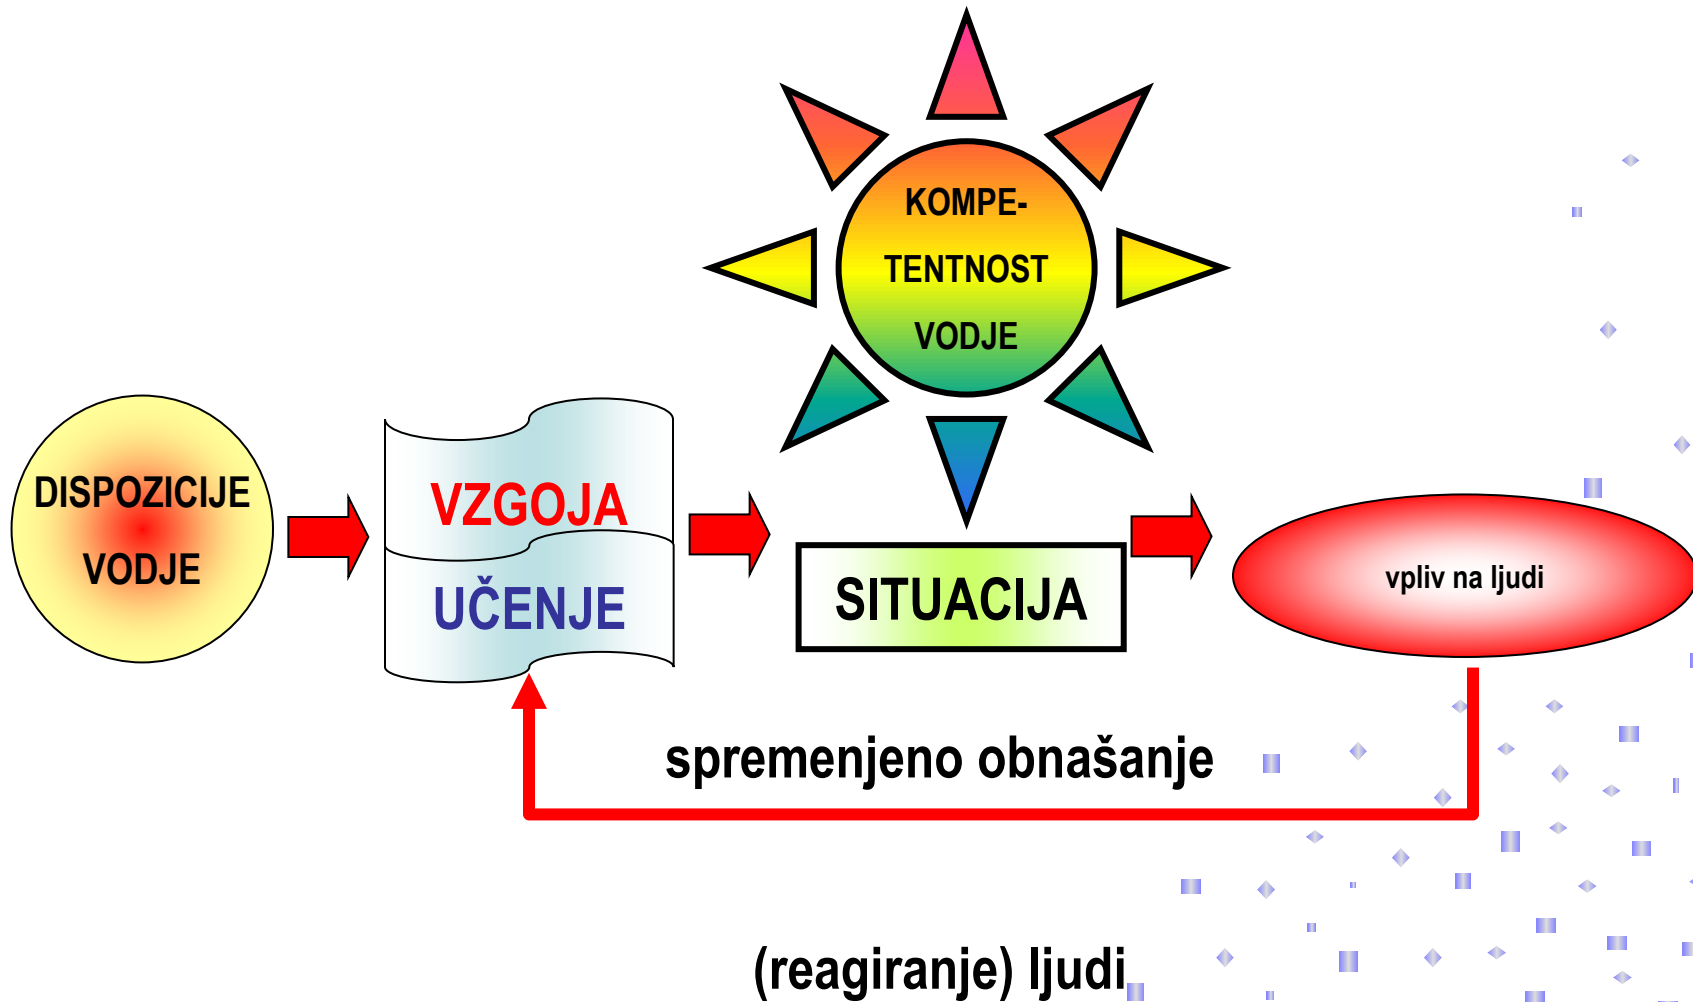 KOMPE-
TENTNOST
VODJE
DISPOZICIJE
VODJE
VZGOJA
UČENJE
SITUACIJA
vpliv na ljudi
spremenjeno obnašanje
(reagiranje) ljudi